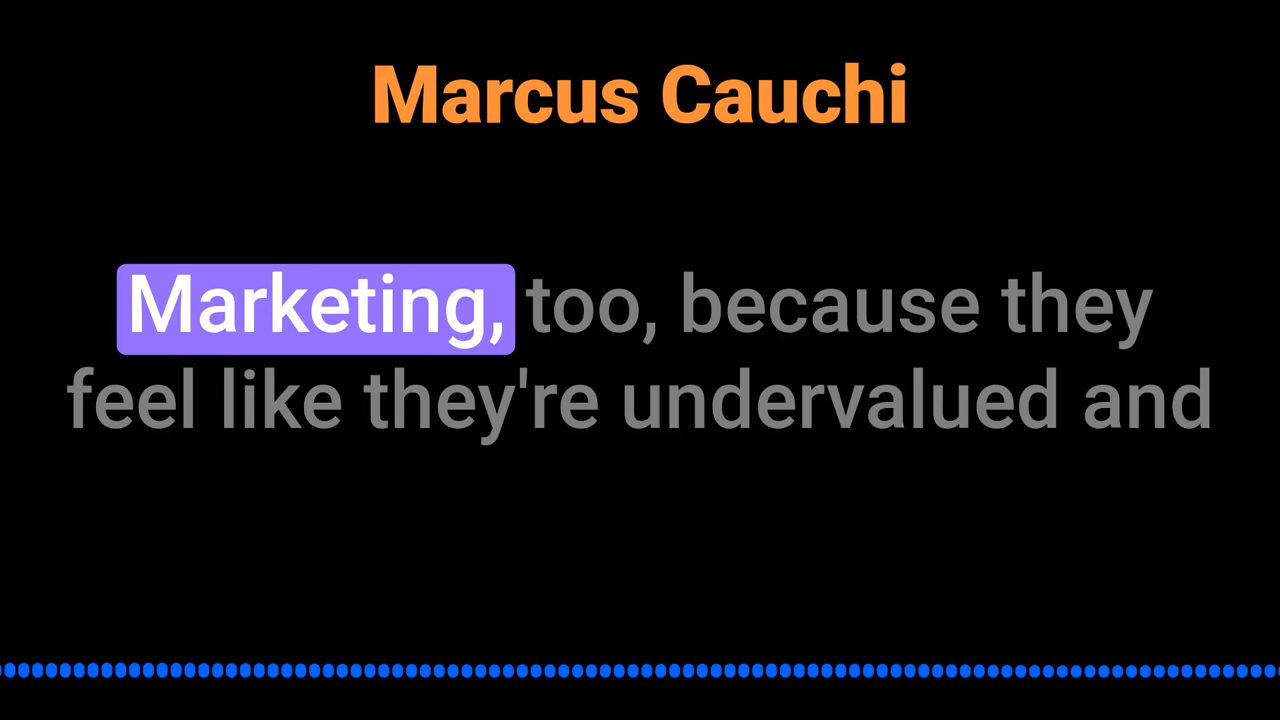 Marcus Cauchi
Marketing, too, because they
feel like they're undervalued and